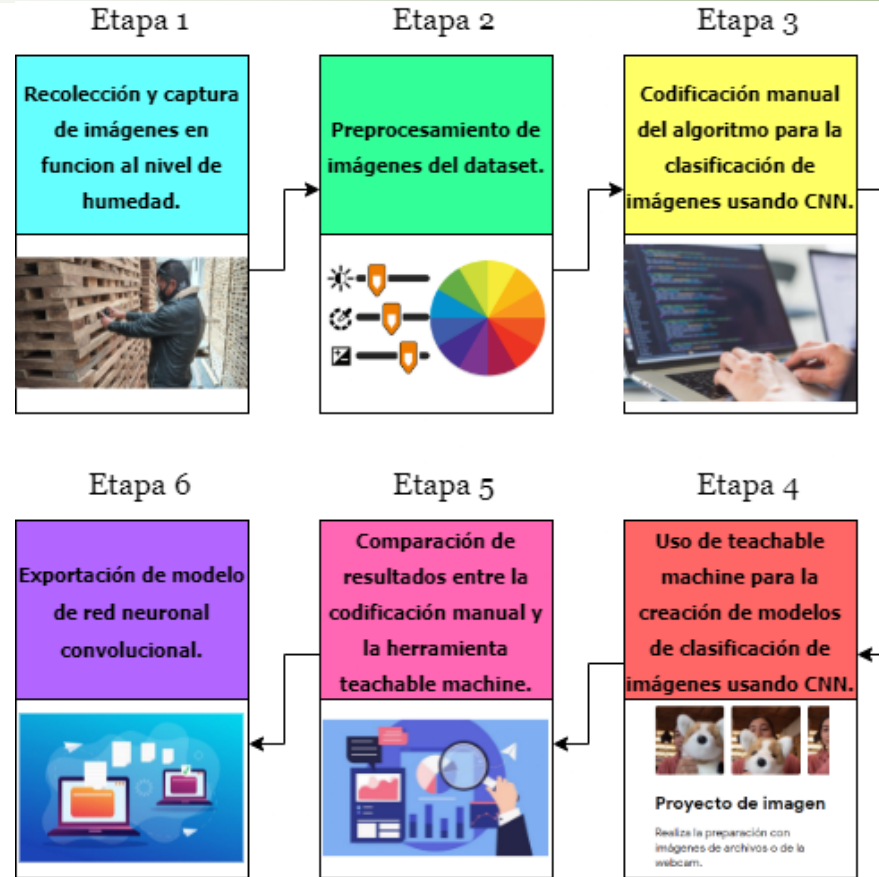 Etapa 1
Recolección y captura
de imágenes en
funcion al nivel de
humedad.
Etapa 2
Preprocesamiento de
imágenes del dataset.
Etapa 3
Codificación manual
del algoritmo para la
clasificación de
imágenes usando CNN.
Etapa 4
Uso de teachable
machine para la
creación de modelos
de clasificación de
imágenes usando CNN.
Proyecto de imagen
Realiza la preparación con
imágenes de archivos o de la
webcam.
Etapa 5
Comparación de
resultados entre la
codificación manual y
la herramienta
teachable machine.
Etapa 6
Exportación de modelo
de red neuronal
convolucional.